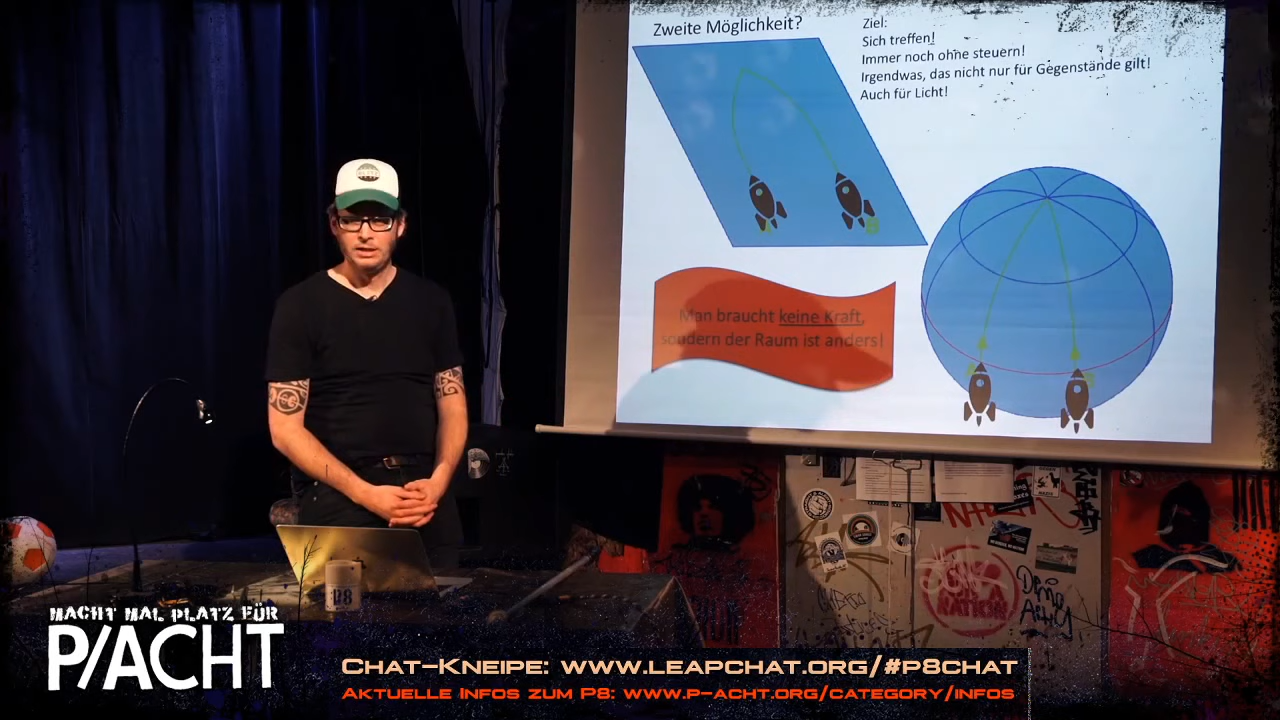 Zweite Möglichkeit?
Ziel:
Sich treffen!
Immer noch ohne steuern!
Irgendwas, das nicht nur für Gegenstände gilt!
Auch für Licht!
Man braucht keine Kraft,
sondern der Raum ist anders!
P8
NATION
MACHT MAL PLATZ FÜR
P/ACHT
Chat-Kneipe: www.leapchat.org/#p8chat
Aktuelle Infos zum P8: www.p-acht.org/category/infos